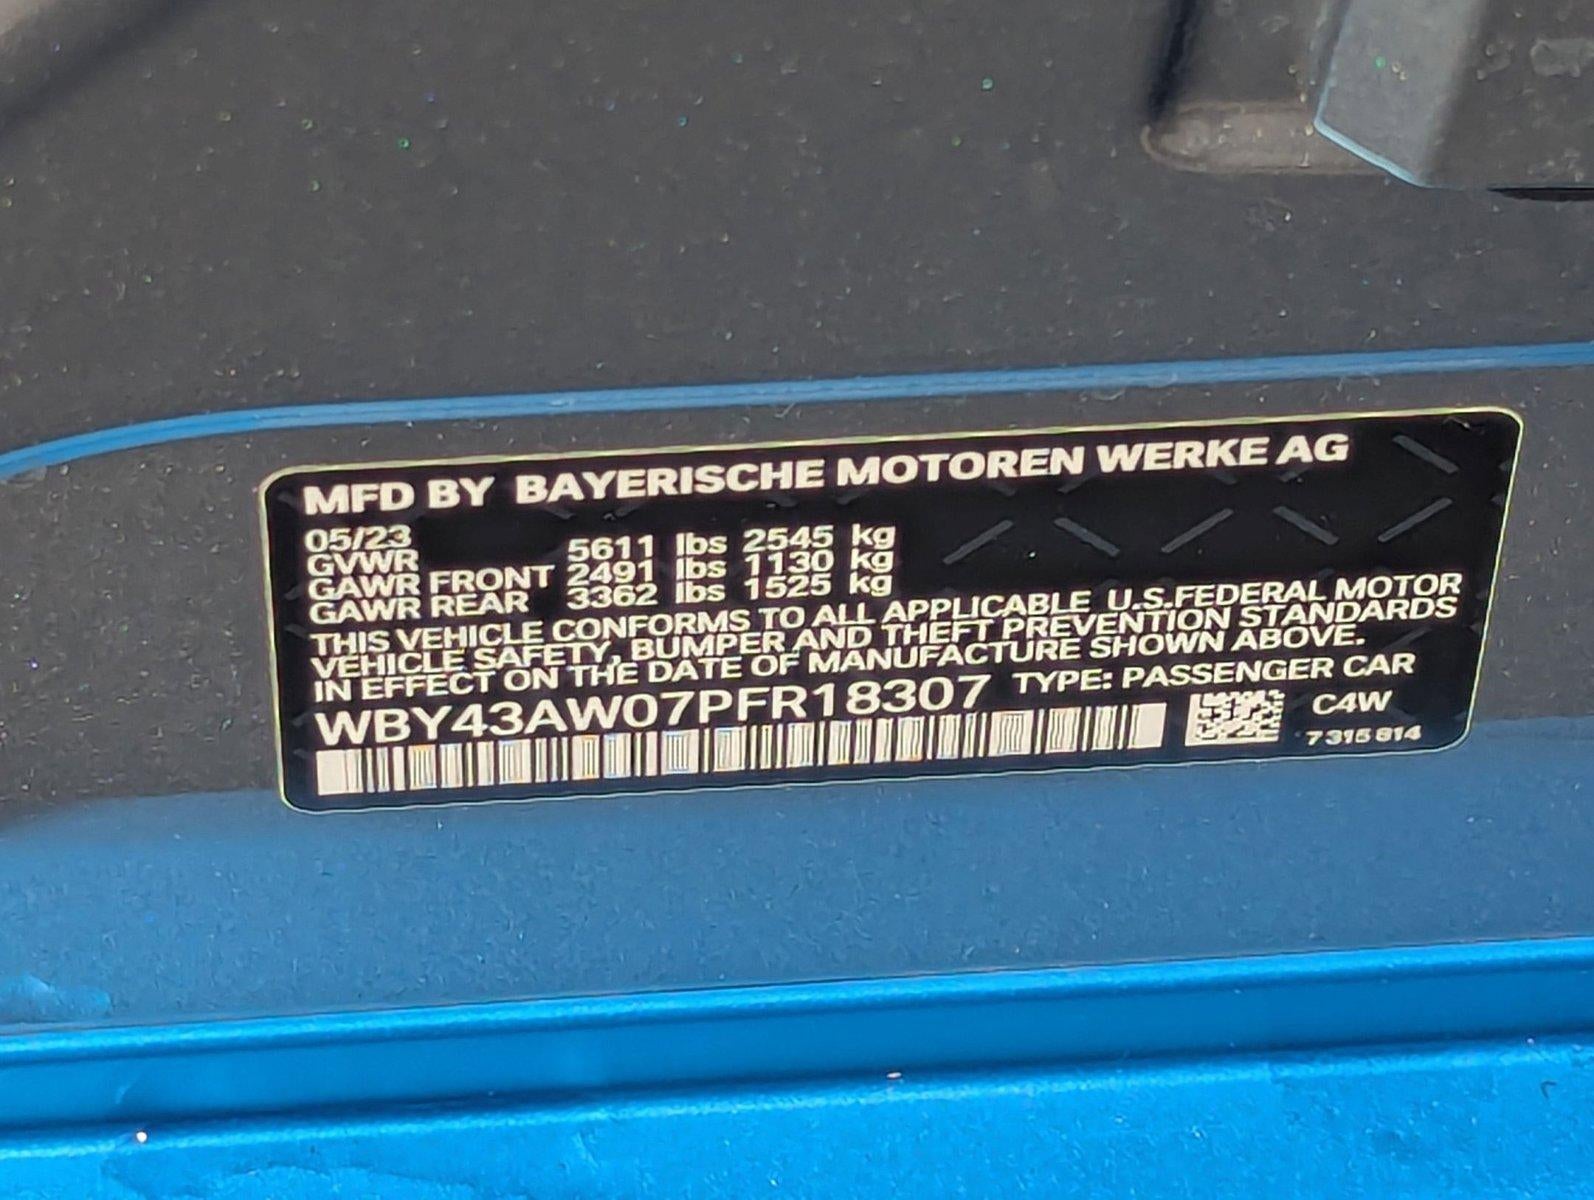 MFD BY BAYERISCHE MOTOREN WERKE AG
05/23
GVWR 5611 lbs 2545 kg
GAWR FRONT 2491 lbs 1130 kg
GAWR REAR 3362 lbs 1525 kg
THIS VEHICLE CONFORMS TO ALL APPLICABLE U.S.FEDERAL MOTOR
VEHICLE SAFETY, BUMPER AND THEFT PREVENTION STANDARDS
IN EFFECT ON THE DATE OF MANUFACTURE SHOWN ABOVE.
WBY43AW07PFR18307 TYPE: PASSENGER CAR
C4W
7 315 814